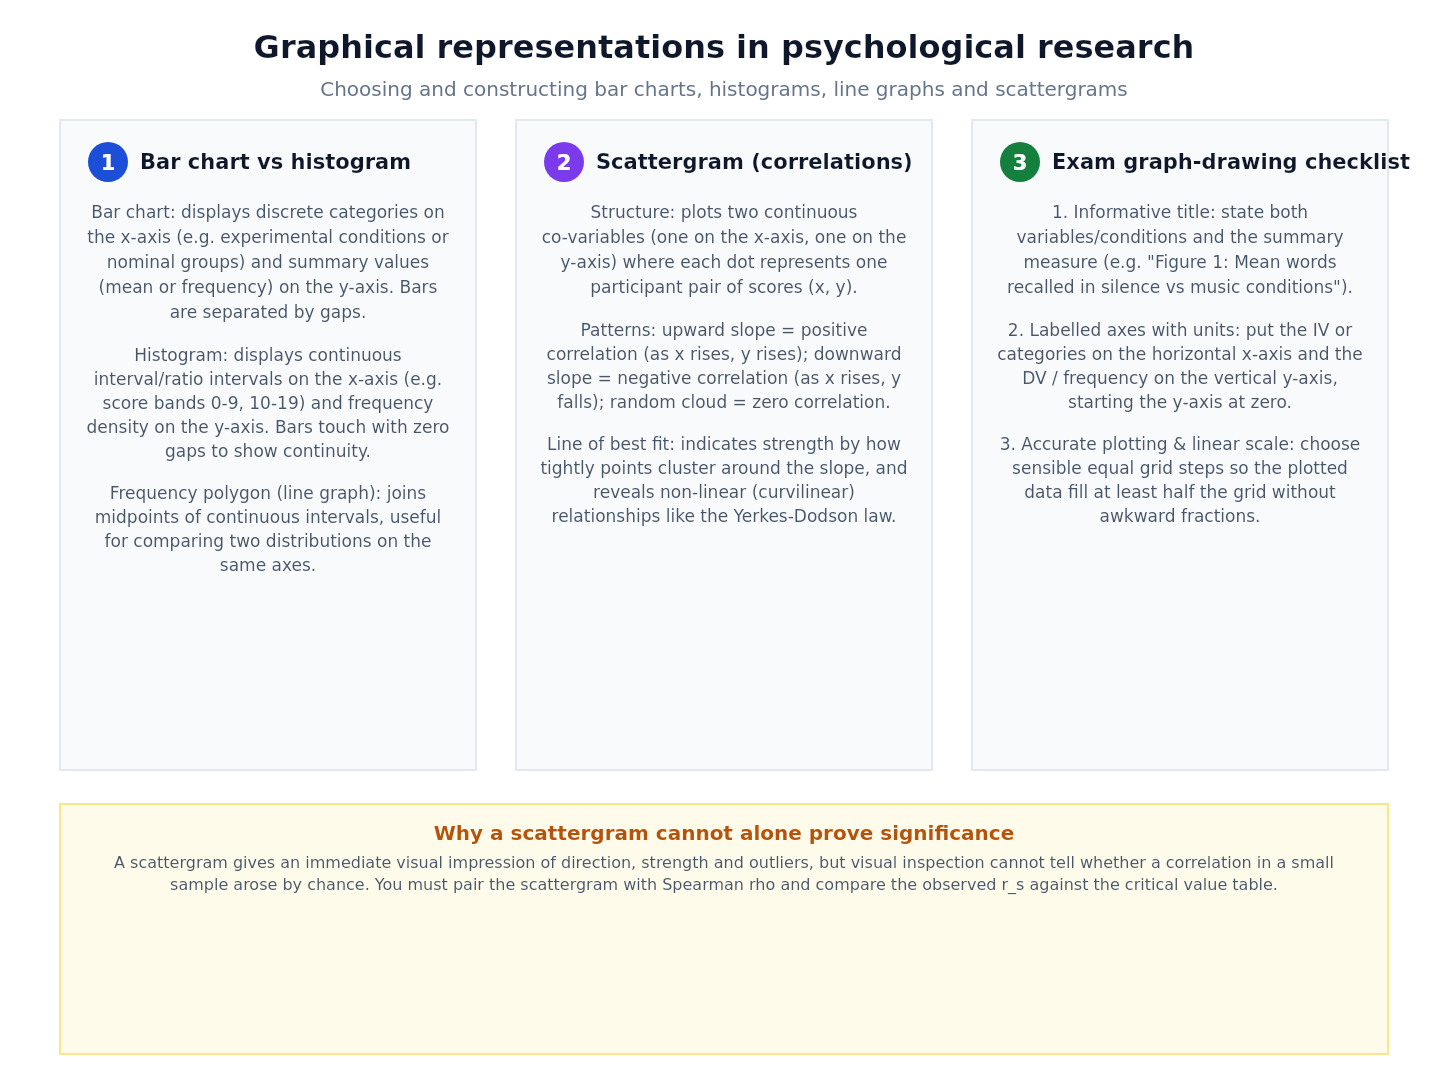 Graphical representations in psychological research
Choosing and constructing bar charts, histograms, line graphs and scattergrams
1 Bar chart vs histogram
Bar chart: displays discrete categories on
the x-axis (e.g. experimental conditions or
nominal groups) and summary values
(mean or frequency) on the y-axis. Bars
are separated by gaps.
Histogram: displays continuous
interval/ratio intervals on the x-axis (e.g.
score bands 0-9, 10-19) and frequency
density on the y-axis. Bars touch with zero
gaps to show continuity.
Frequency polygon (line graph): joins
midpoints of continuous intervals, useful
for comparing two distributions on the
same axes.
2 Scattergram (correlations)
Structure: plots two continuous
co-variables (one on the x-axis, one on the
y-axis) where each dot represents one
participant pair of scores (x, y).
Patterns: upward slope = positive
correlation (as x rises, y rises); downward
slope = negative correlation (as x rises, y
falls); random cloud = zero correlation.
Line of best fit: indicates strength by how
tightly points cluster around the slope, and
reveals non-linear (curvilinear)
relationships like the Yerkes-Dodson law.
3 Exam graph-drawing checklist
1. Informative title: state both
variables/conditions and the summary
measure (e.g. "Figure 1: Mean words
recalled in silence vs music conditions").
2. Labelled axes with units: put the IV or
categories on the horizontal x-axis and the
DV / frequency on the vertical y-axis,
starting the y-axis at zero.
3. Accurate plotting & linear scale: choose
sensible equal grid steps so the plotted
data fill at least half the grid without
awkward fractions.
Why a scattergram cannot alone prove significance
A scattergram gives an immediate visual impression of direction, strength and outliers, but visual inspection cannot tell whether a correlation in a small
sample arose by chance. You must pair the scattergram with Spearman rho and compare the observed r_s against the critical value table.